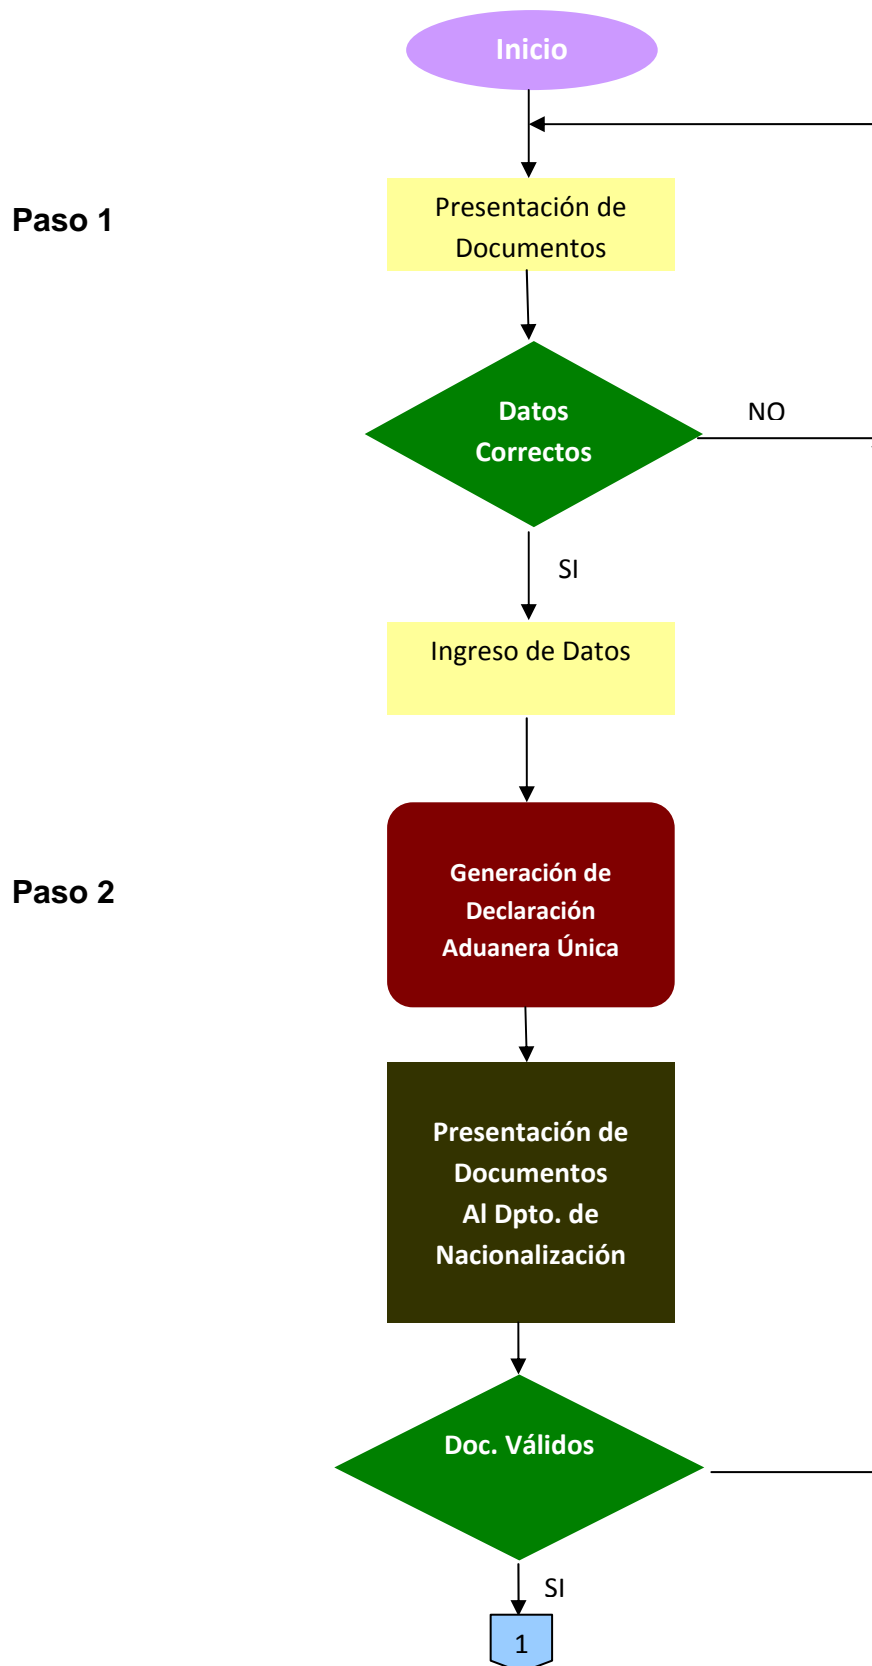 Inicio
Paso 1
Presentación de
Documentos
Datos
Correctos
NO
SI
Ingreso de Datos
Paso 2
Generación de
Declaración
Aduanera Única
Presentación de
Documentos
Al Dpto. de
Nacionalización
Doc. Válidos
SI
1